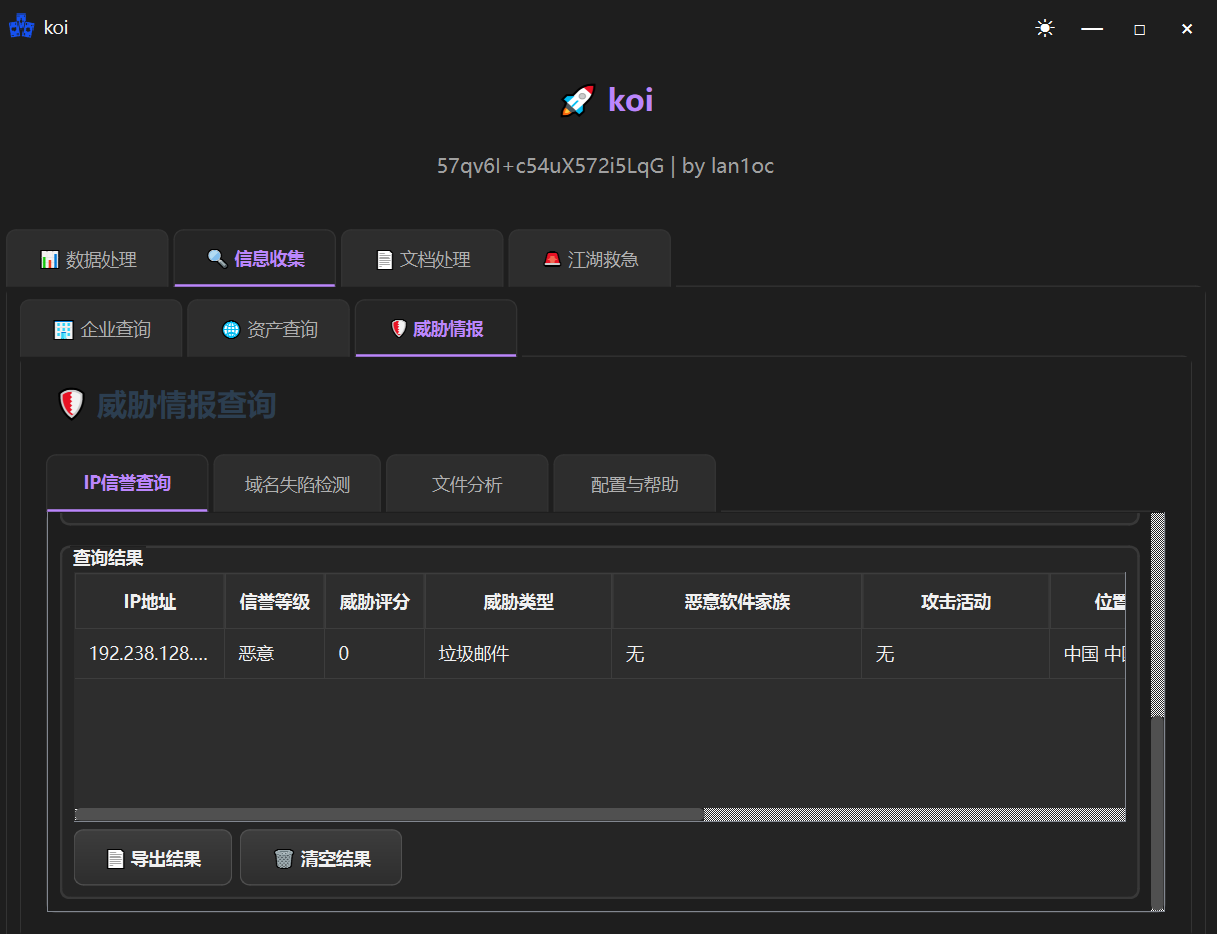 koi
koi
57qv6I+c54uX572i5LqG | by lan1oc
数据处理 信息收集 文档处理 江湖救急
企业查询 资产查询 威胁情报
威胁情报查询
IP信誉查询 域名失陷检测 文件分析 配置与帮助
查询结果
IP地址 信誉等级 威胁评分 威胁类型 恶意软件家族 攻击活动 位置
192.238.128.... 恶意 0 垃圾邮件 无 无 中国 中
导出结果 清空结果